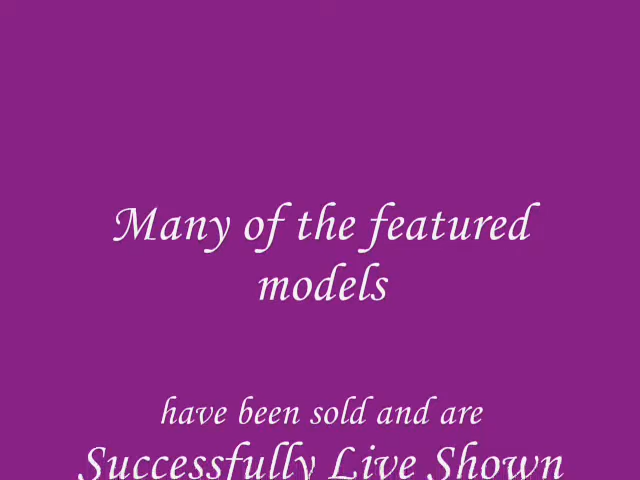 Many of the featured
models
have been sold and are
Successfully Live Shown